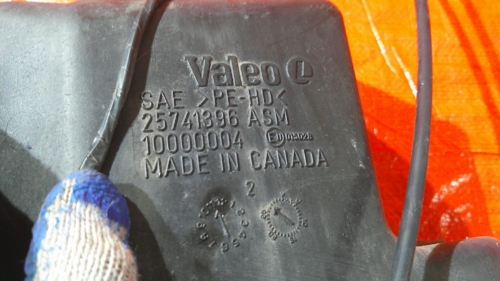 Valeo
SAE >PE-HD<
25741396 ASM
10000004
MADE IN CANADA
2